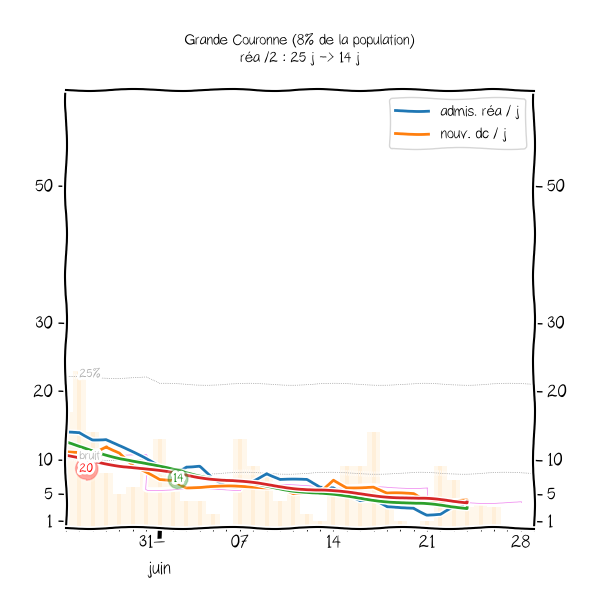 Grande Couronne (8% de la population)
réa /2 : 25 j -> 14 j
admis. réa / j
nouv. dc / j
50 50
30 30
25%
20 20
10 10
bruit
20
14
5 5
1 1
31 07 14 21 28
juin